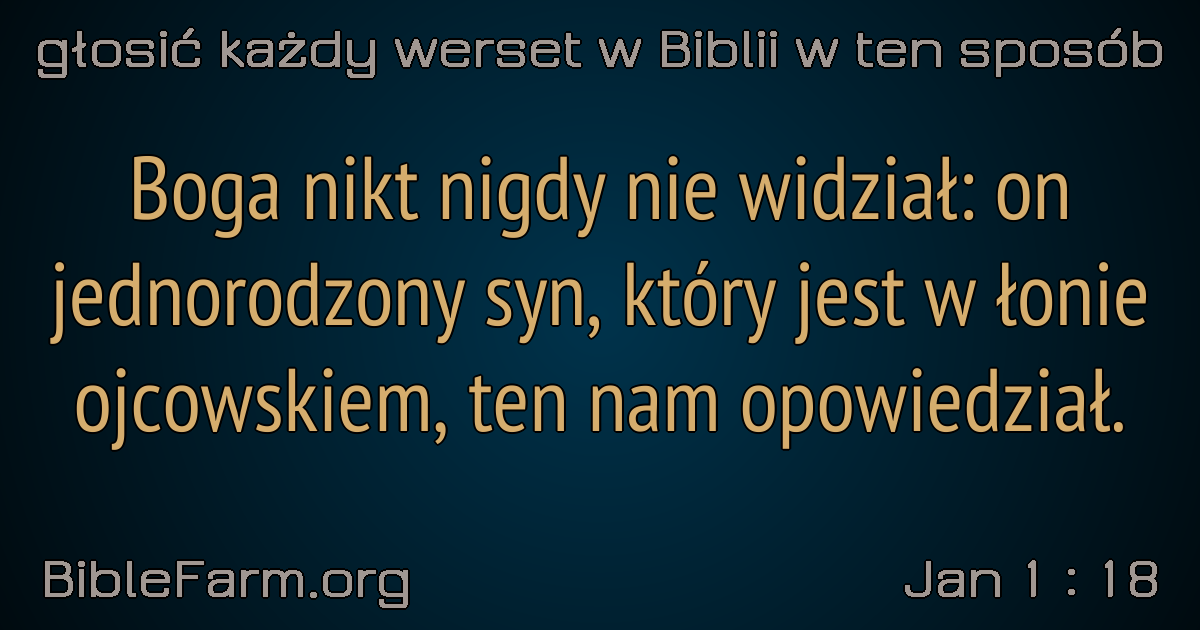 głosić każdy werset w Biblii w ten sposób
Boga nikt nigdy nie widział: on
jednorodzony syn, który jest w łonie
ojcowskiem, ten nam opowiedział.
BibleFarm.org
Jan 1 : 18